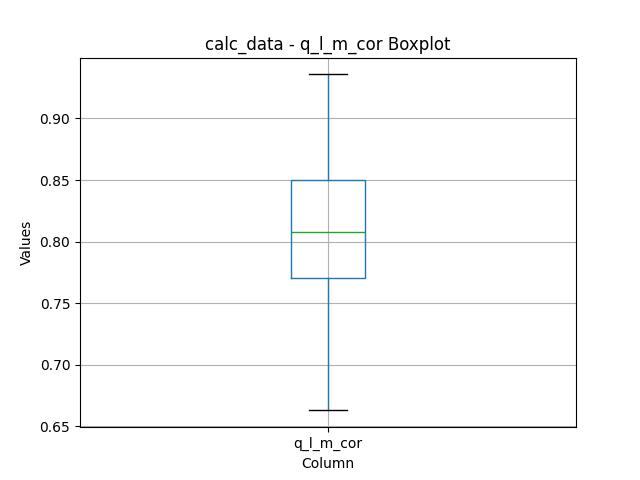 calc_data - q_l_m_cor Boxplot
0.90
0.85
0.80
0.75
0.70
0.65
Values
q_l_m_cor
Column